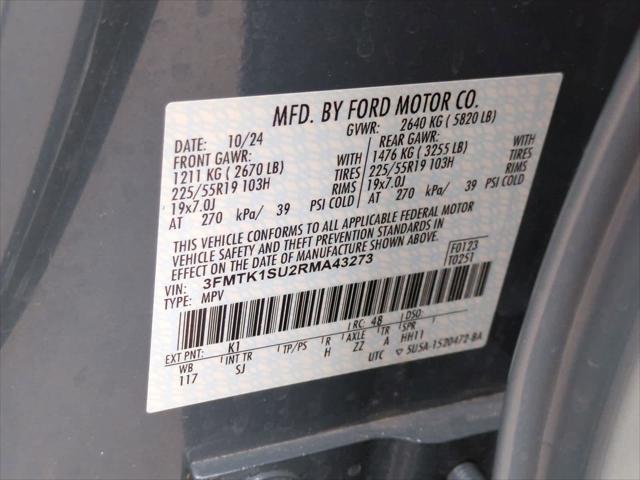 MFD. BY FORD MOTOR CO.
DATE: 10/24 GVWR: 2640 KG ( 5820 LB)
FRONT GAWR: WITH REAR GAWR: WITH
1211 KG ( 2670 LB) TIRES 1476 KG ( 3255 LB) TIRES
225/55R19 103H RIMS 225/55R19 103H RIMS
19x7.0J PSI COLD 19x7.0J PSI COLD
AT 270 kPa/ 39 AT 270 kPa/ 39
THIS VEHICLE CONFORMS TO ALL APPLICABLE FEDERAL MOTOR
VEHICLE SAFETY AND THEFT PREVENTION STANDARDS IN
EFFECT ON THE DATE OF MANUFACTURE SHOWN ABOVE.
VIN: 3FMTK1SU2RMA43273 F0123
TYPE: MPV T0251
EXT PNT: K1 RC: 48 DSO:
WB INT TR TP/PS R AXLE TR SPR
117 SJ H ZZ A HH11
UTC 5U5A-1520472-BA